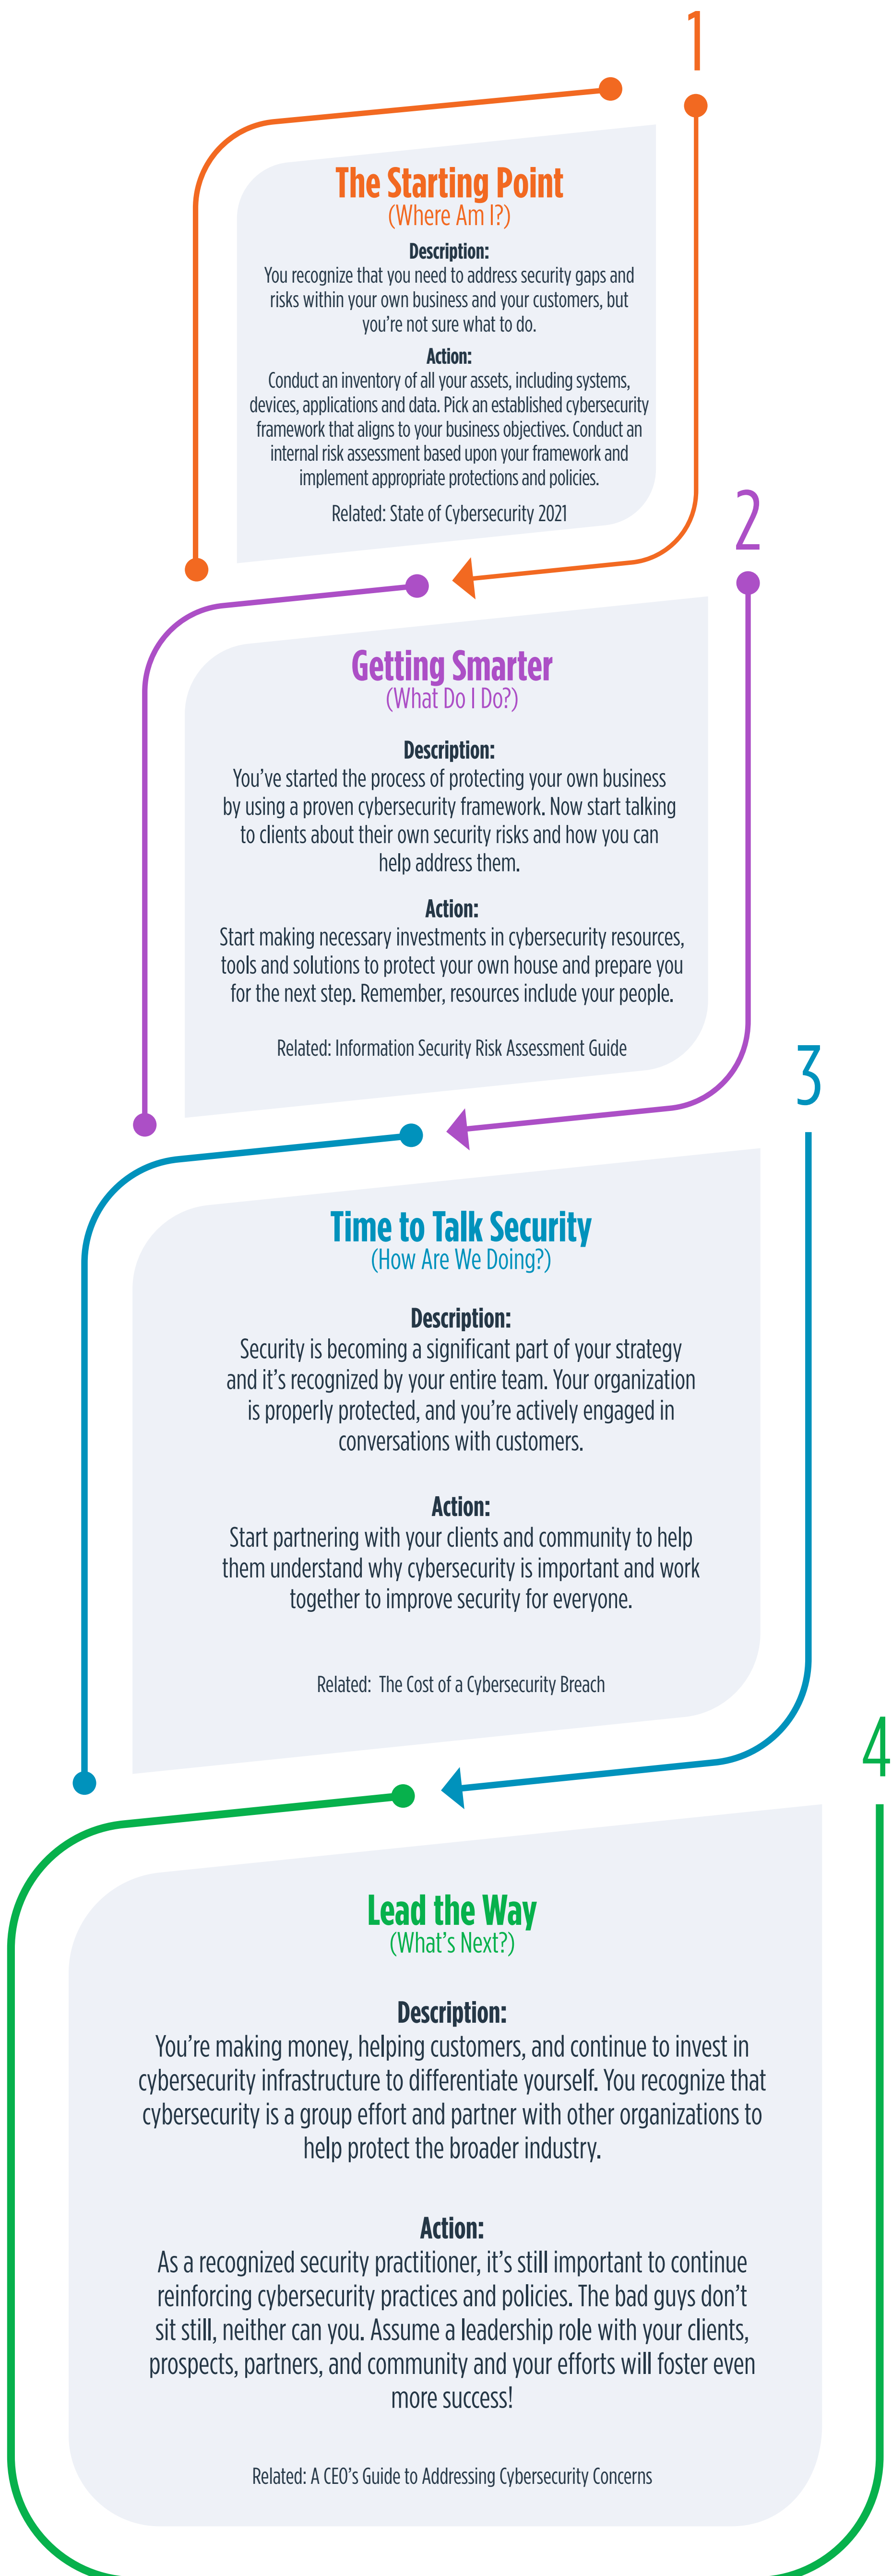 1
The Starting Point
(Where Am I?)
Description:
You recognize that you need to address security gaps and
risks within your own business and your customers, but
you're not sure what to do.
Action:
Conduct an inventory of all your assets, including systems,
devices, applications and data. Pick an established cybersecurity
framework that aligns to your business objectives. Conduct an
internal risk assessment based upon your framework and
implement appropriate protections and policies.
Related: State of Cybersecurity 2021
2
Getting Smarter
(What Do I Do?)
Description:
You've started the process of protecting your own business
by using a proven cybersecurity framework. Now start talking
to clients about their own security risks and how you can
help address them.
Action:
Start making necessary investments in cybersecurity resources,
tools and solutions to protect your own house and prepare you
for the next step. Remember, resources include your people.
Related: Information Security Risk Assessment Guide
3
Time to Talk Security
(How Are We Doing?)
Description:
Security is becoming a significant part of your strategy
and it's recognized by your entire team. Your organization
is properly protected, and you're actively engaged in
conversations with customers.
Action:
Start partnering with your clients and community to help
them understand why cybersecurity is important and work
together to improve security for everyone.
Related: The Cost of a Cybersecurity Breach
4
Lead the Way
(What's Next?)
Description:
You're making money, helping customers, and continue to invest in
cybersecurity infrastructure to differentiate yourself. You recognize that
cybersecurity is a group effort and partner with other organizations to
help protect the broader industry.
Action:
As a recognized security practitioner, it's still important to continue
reinforcing cybersecurity practices and policies. The bad guys don't
sit still, neither can you. Assume a leadership role with your clients,
prospects, partners, and community and your efforts will foster even
more success!
Related: A CEO's Guide to Addressing Cybersecurity Concerns